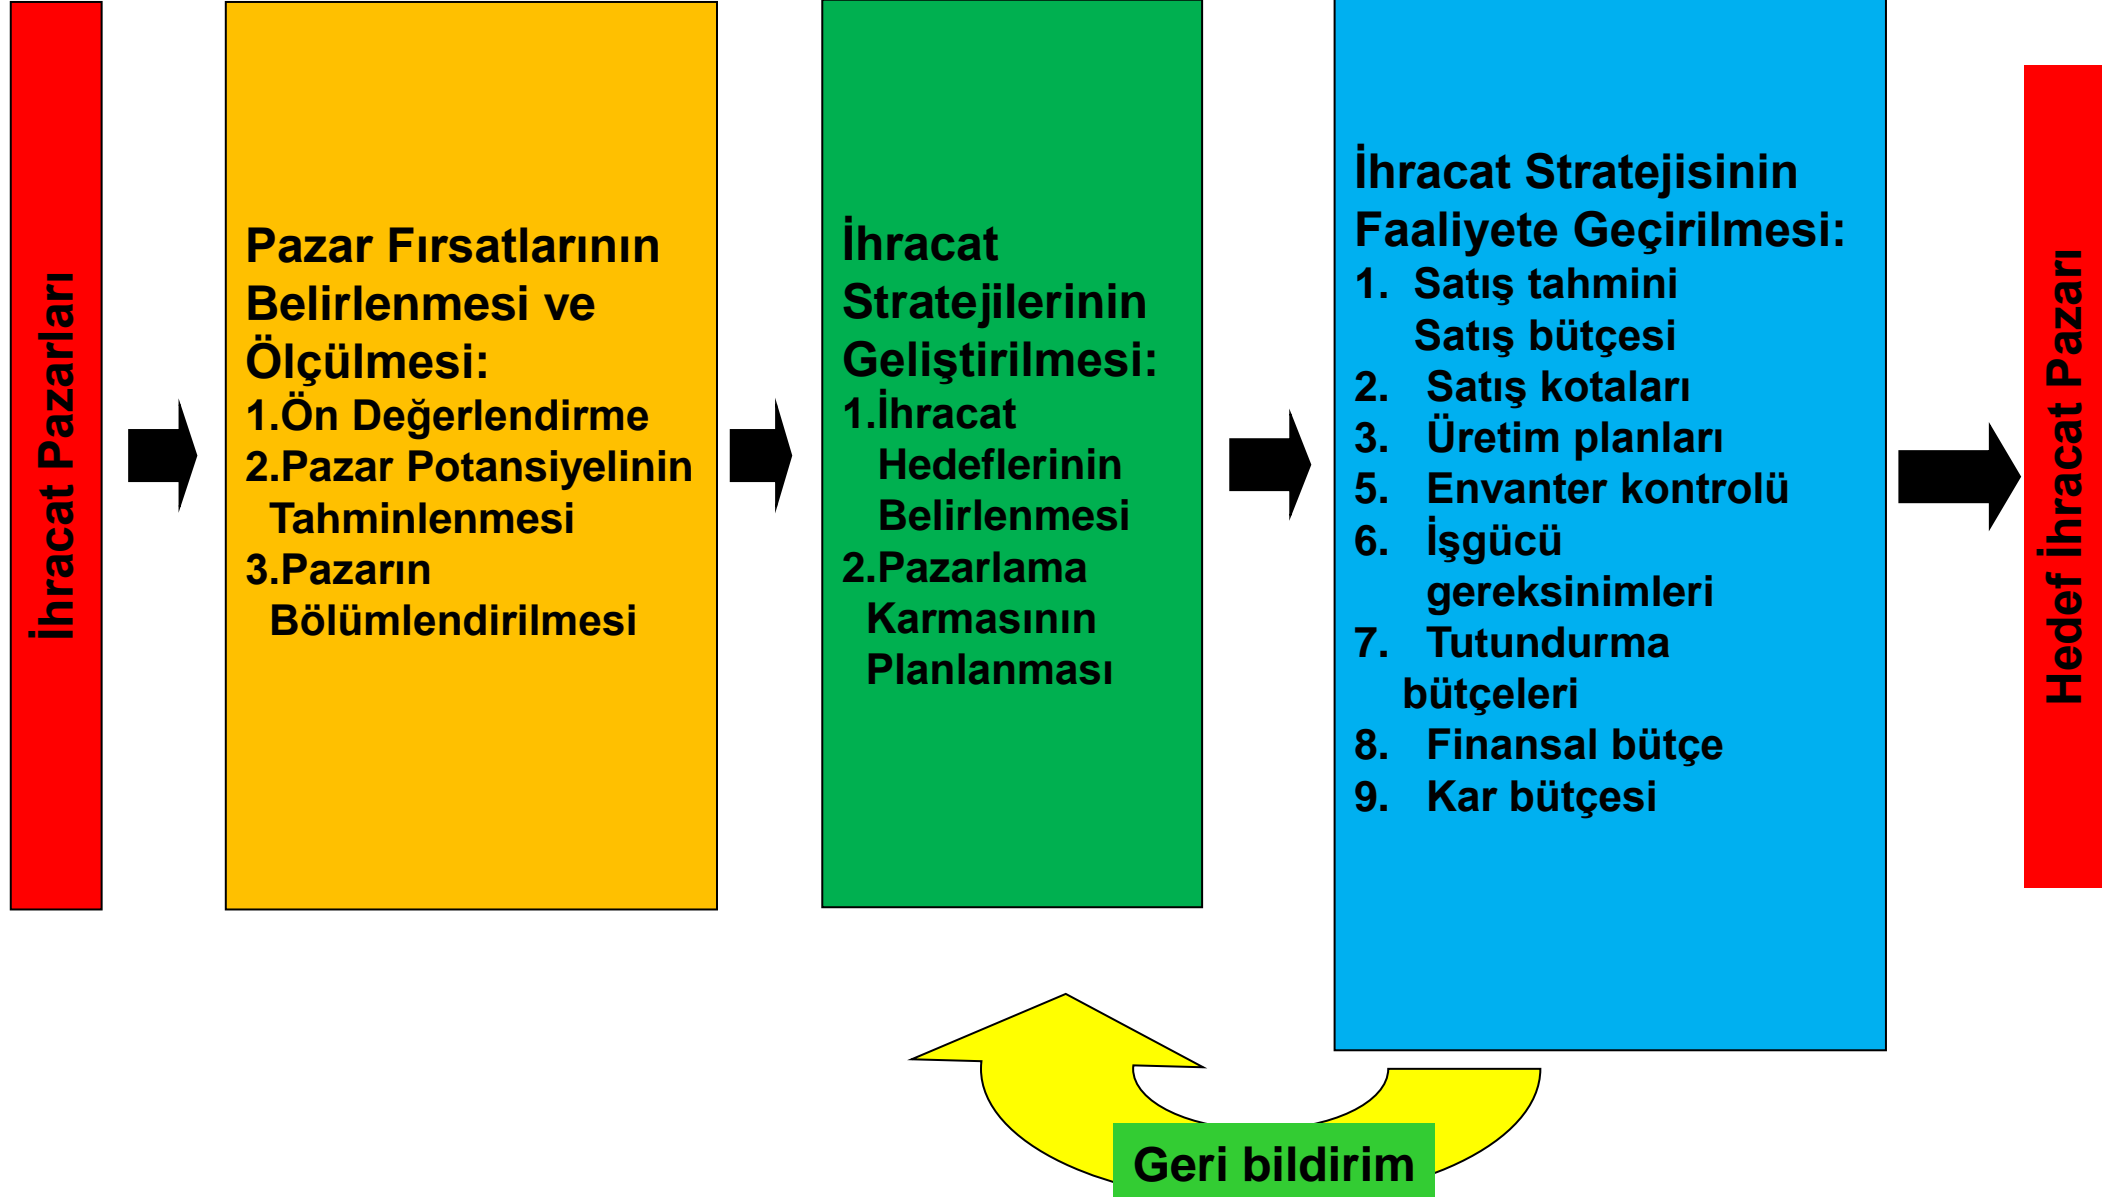 İhracat Pazarları
Pazar Fırsatlarının
Belirlenmesi ve
Ölçülmesi:
1.Ön Değerlendirme
2.Pazar Potansiyelinin
Tahminlenmesi
3.Pazarın
Bölümlendirilmesi
İhracat
Stratejilerinin
Geliştirilmesi:
1.İhracat
Hedeflerinin
Belirlenmesi
2.Pazarlama
Karmasının
Planlanması
İhracat Stratejisinin
Faaliyete Geçirilmesi:
1. Satış tahmini
Satış bütçesi
2. Satış kotaları
3. Üretim planları
5. Envanter kontrolü
6. İşgücü
gereksinimleri
7. Tutundurma
bütçeleri
8. Finansal bütçe
9. Kar bütçesi
Hedef İhracat Pazarı
Geri bildirim